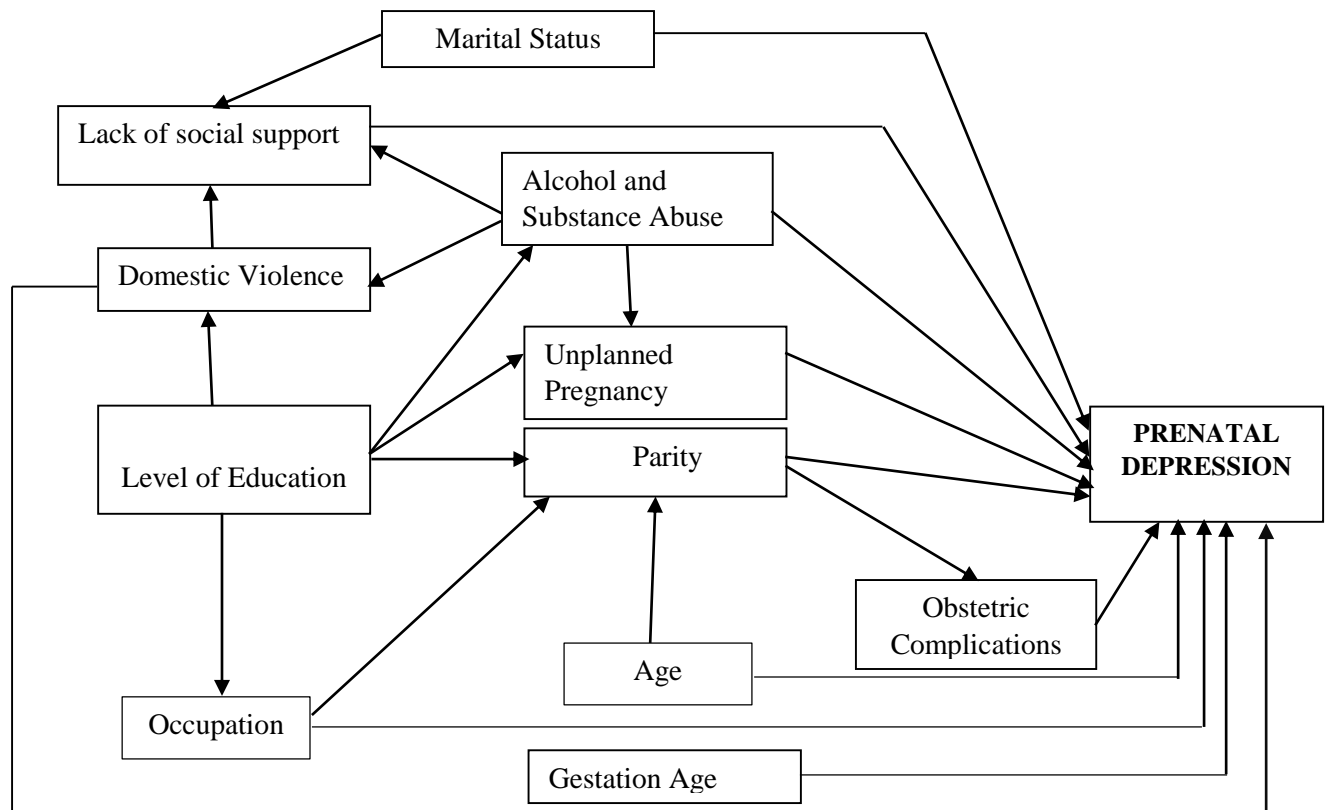 Marital Status
Lack of social support
Alcohol and
Substance Abuse
Domestic Violence
Unplanned
Pregnancy
PRENATAL
DEPRESSION
Parity
Level of Education
Obstetric
Complications
Age
Occupation
Gestation Age